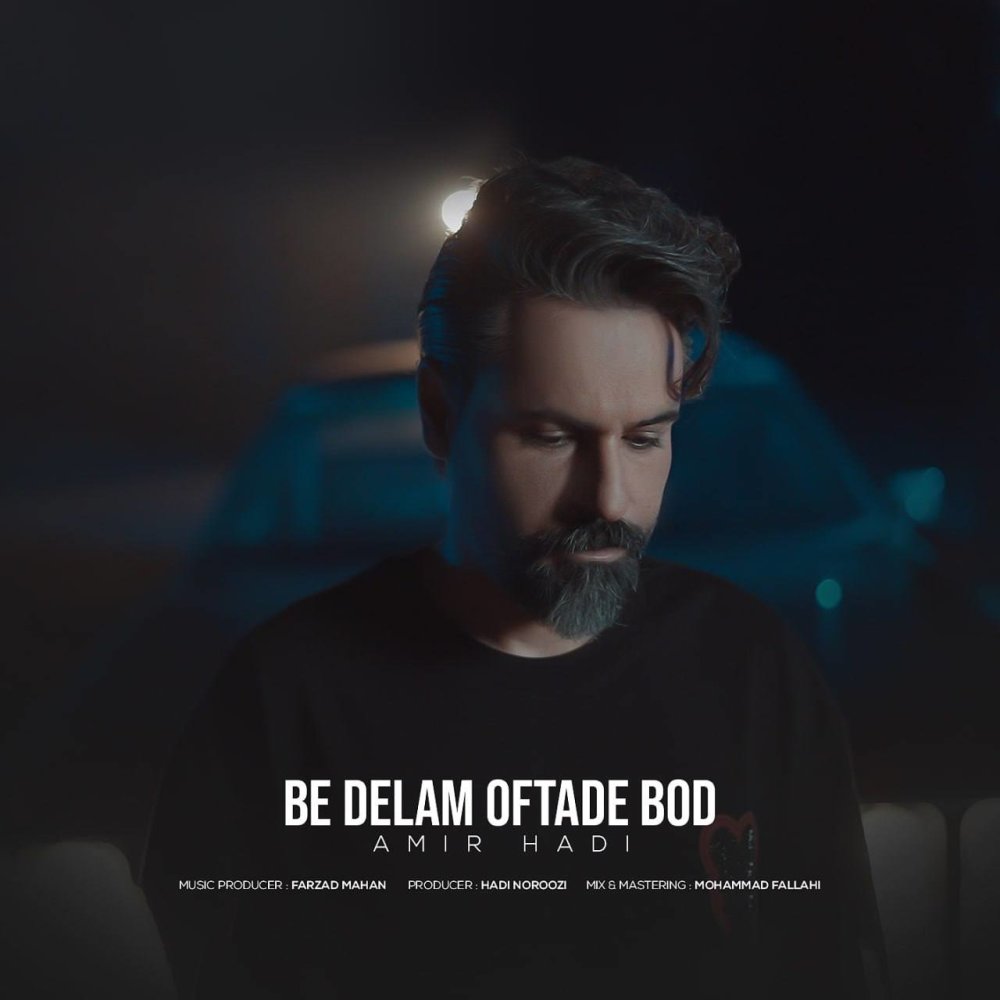 BE DELAM OFTADE BOD
AMIR HADI
MUSIC PRODUCER : FARZAD MAHAN PRODUCER : HADI NOROOZI MIX & MASTERING : MOHAMMAD FALLAHI